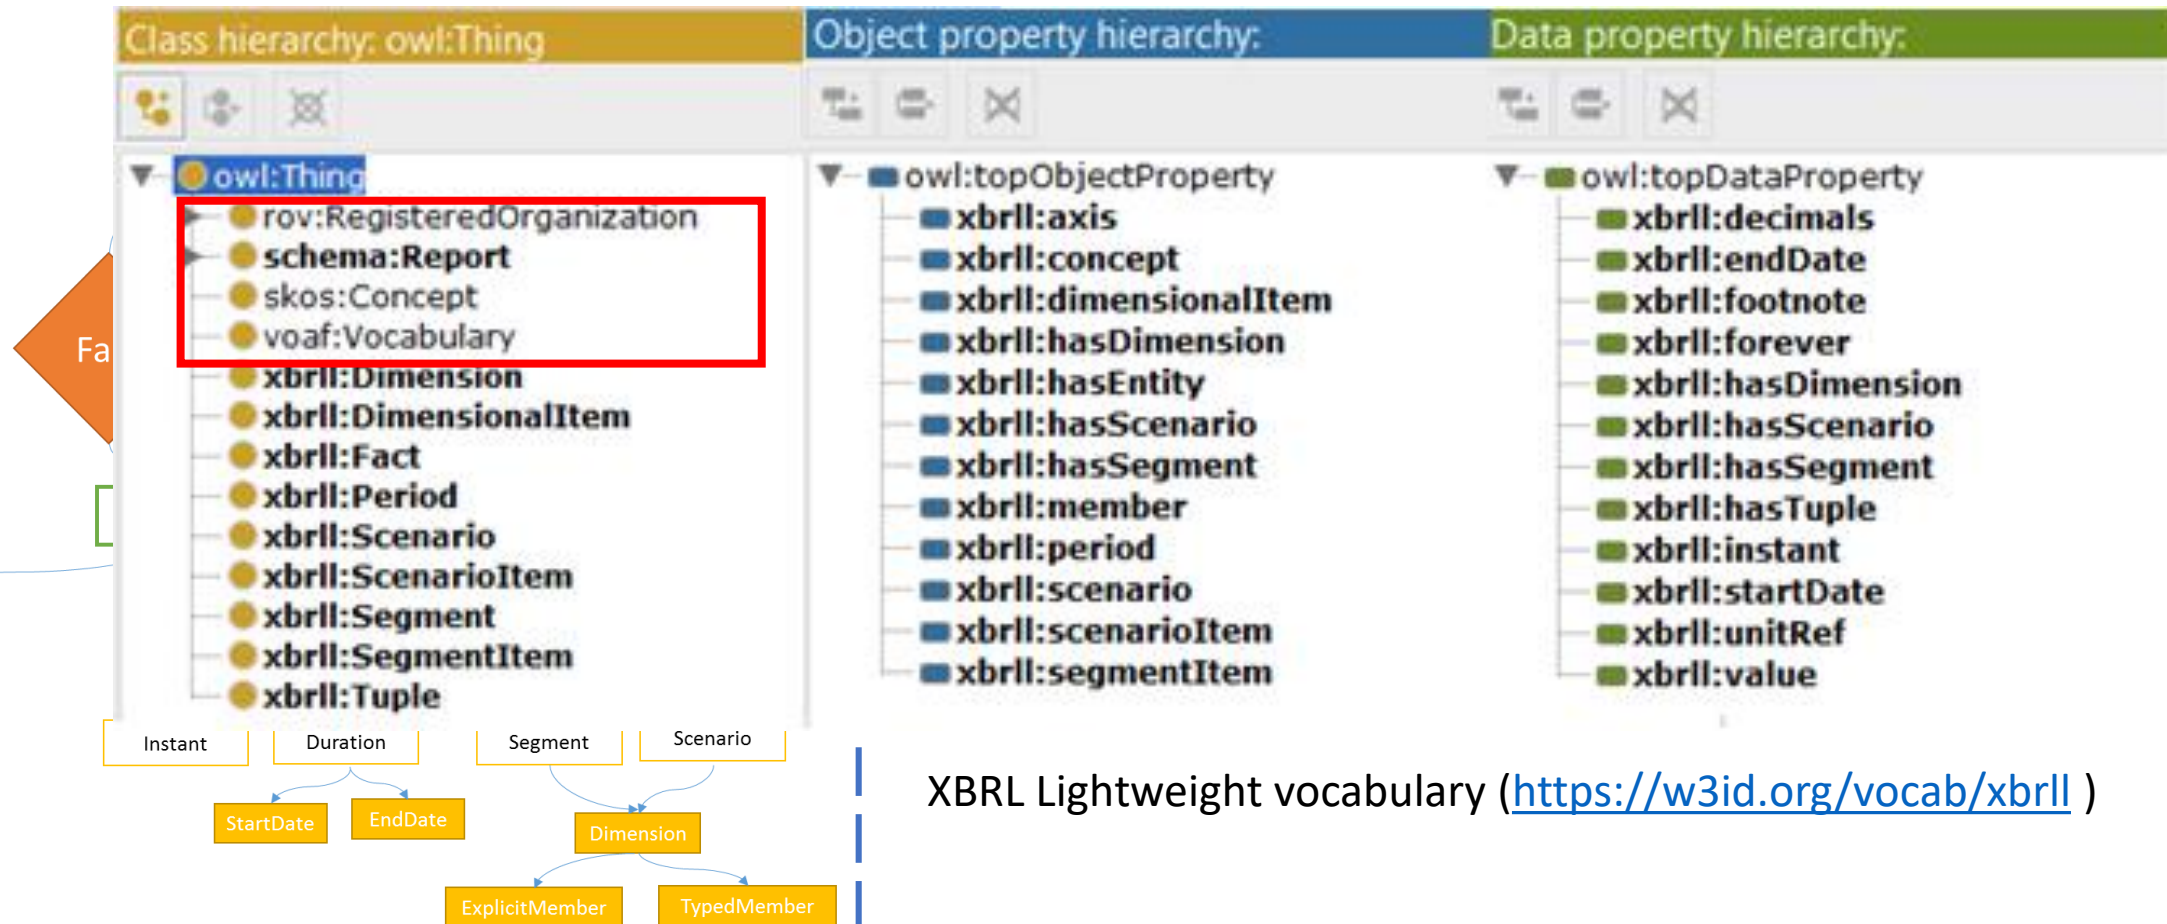 Class hierarchy: owl:Thing
owl:Thing
rov:RegisteredOrganization
schema:Report
skos:Concept
voaf:Vocabulary
xbrll:Dimension
xbrll:DimensionalItem
xbrll:Fact
xbrll:Period
xbrll:Scenario
xbrll:ScenarioItem
xbrll:Segment
xbrll:SegmentItem
xbrll:Tuple
Object property hierarchy:
owl:topObjectProperty
xbrll:axis
xbrll:concept
xbrll:dimensionalItem
xbrll:hasDimension
xbrll:hasEntity
xbrll:hasScenario
xbrll:hasSegment
xbrll:member
xbrll:period
xbrll:scenario
xbrll:scenarioItem
xbrll:segmentItem
Data property hierarchy:
owl:topDataProperty
xbrll:decimals
xbrll:endDate
xbrll:footnote
xbrll:forever
xbrll:hasDimension
xbrll:hasScenario
xbrll:hasSegment
xbrll:hasTuple
xbrll:instant
xbrll:startDate
xbrll:unitRef
xbrll:value
Fa
Instant
Duration
Segment
Scenario
StartDate
EndDate
Dimension
ExplicitMember
TypedMember
XBRL Lightweight vocabulary (https://w3id.org/vocab/xbrll )